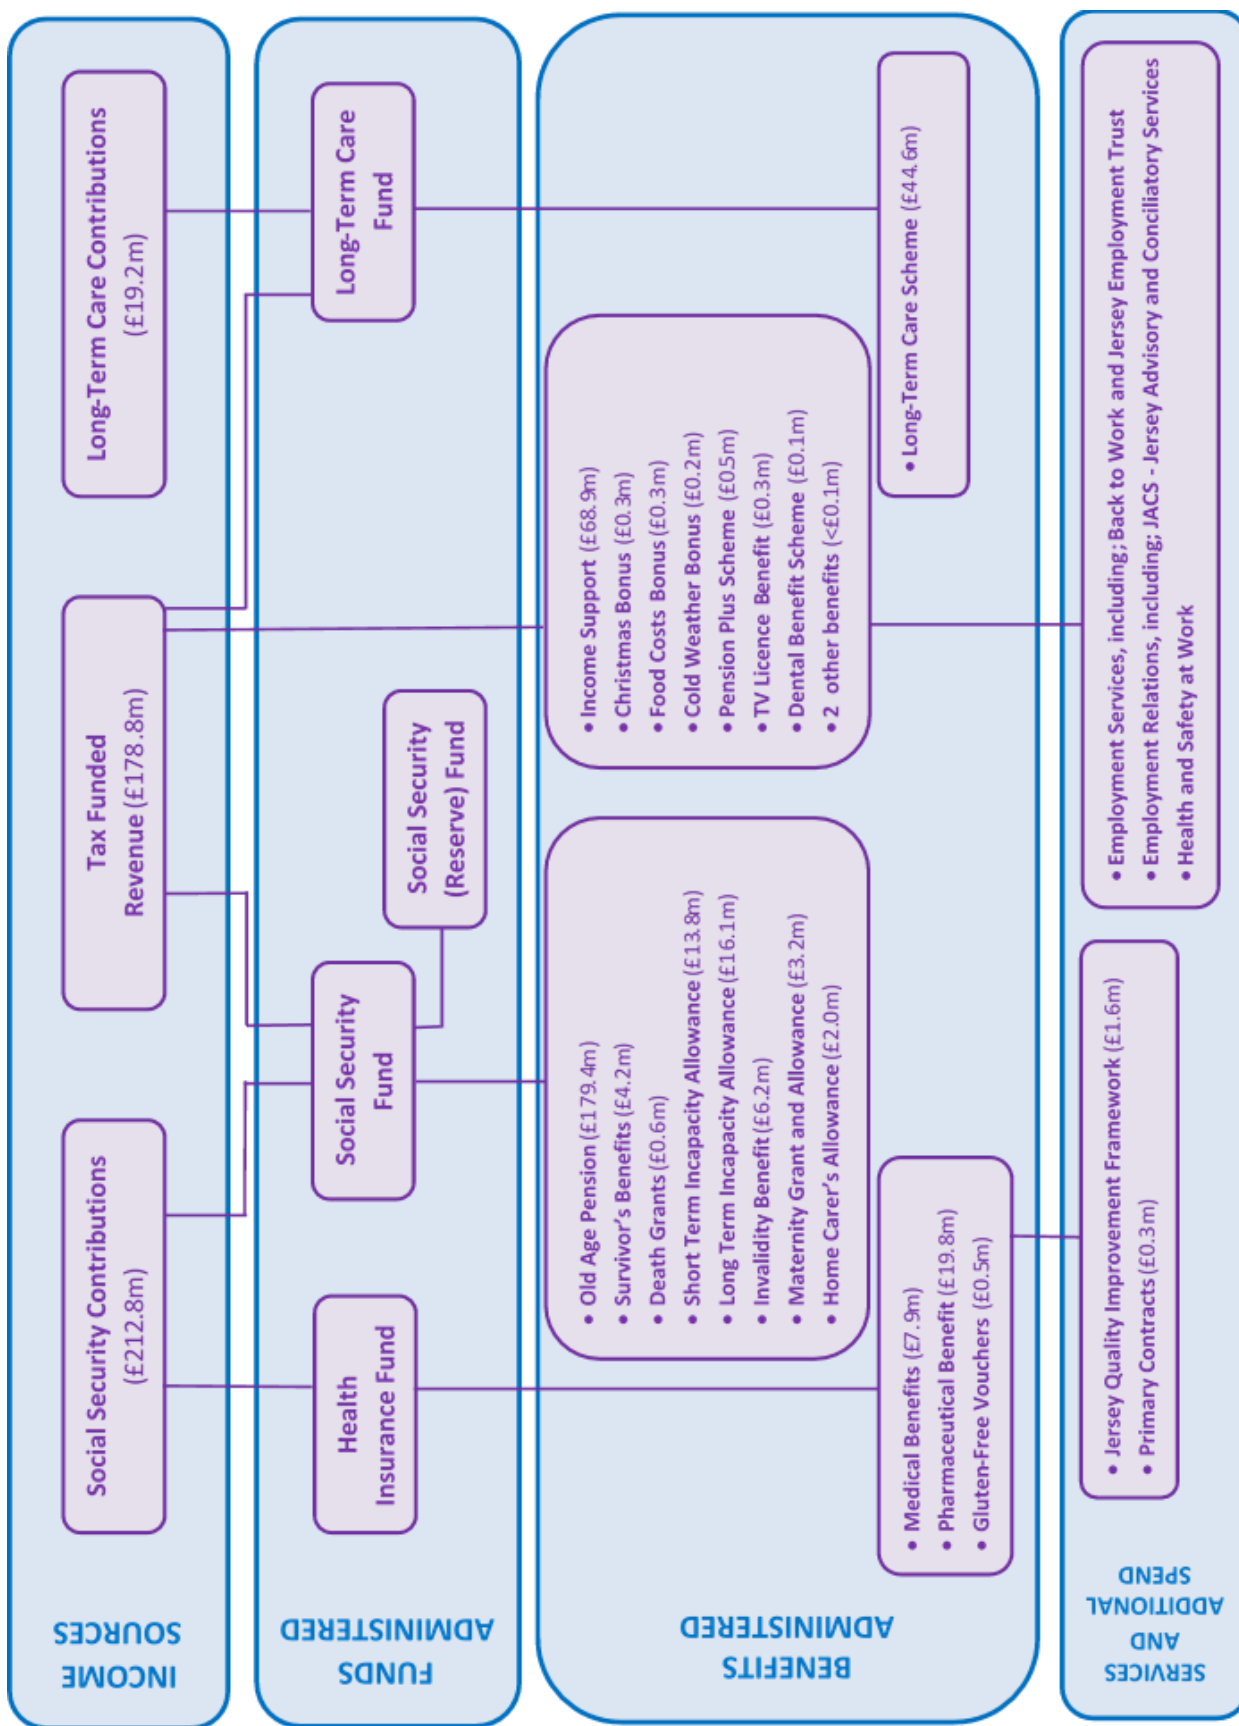 INCOME
SOURCES
Social Security Contributions
(£212.8m)
Tax Funded
Revenue (£178.8m)
Long-Term Care Contributions
(£19.2m)
FUNDS
ADMINISTERED
Health
Insurance Fund
Social Security
Fund
Social Security
(Reserve) Fund
Long-Term Care
Fund
BENEFITS
ADMINISTERED
• Old Age Pension (£179.4m)
• Survivor's Benefits (£4.2m)
• Death Grants (£0.6m)
• Short Term Incapacity Allowance (£13.8m)
• Long Term Incapacity Allowance (£16.1m)
• Invalidity Benefit (£6.2m)
• Maternity Grant and Allowance (£3.2m)
• Home Carer's Allowance (£2.0m)
• Income Support (£68.9m)
• Christmas Bonus (£0.3m)
• Food Costs Bonus (£0.3m)
• Cold Weather Bonus (£0.2m)
• Pension Plus Scheme (£0.5m)
• TV Licence Benefit (£0.3m)
• Dental Benefit Scheme (£0.1m)
• 2 other benefits (<£0.1m)
• Medical Benefits (£7.9m)
• Pharmaceutical Benefit (£19.8m)
• Gluten-Free Vouchers (£0.5m)
• Long-Term Care Scheme (£44.6m)
SERVICES
AND
ADDITIONAL
SPEND
• Jersey Quality Improvement Framework (£1.6m)
• Primary Contracts (£0.3m)
• Employment Services, including; Back to Work and Jersey Employment Trust
• Employment Relations, including; JACS - Jersey Advisory and Conciliatory Services
• Health and Safety at Work